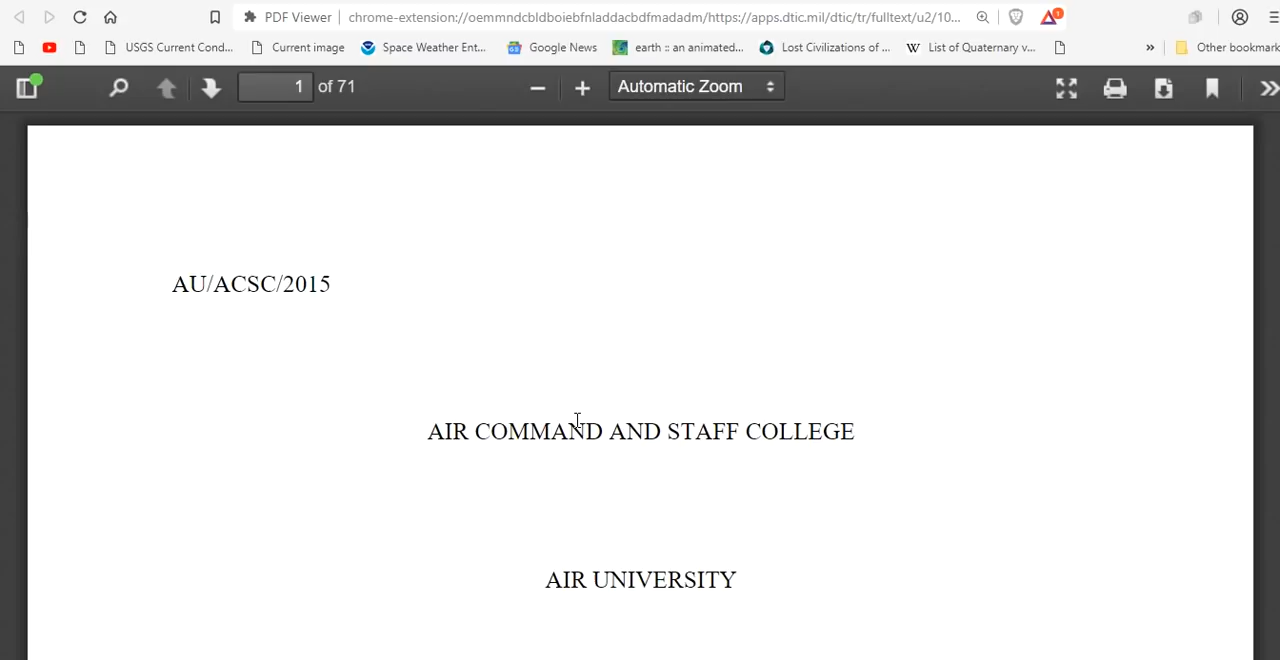 PDF Viewer
chrome-extension://oemmndcbldboiebfnladdacbdfmadadm/https://apps.dtic.mil/dtic/tr/fulltext/u2/10...
1
USGS Current Cond...
Current image
Space Weather Ent...
Google News
earth :: an animated...
Lost Civilizations of ...
W
List of Quaternary v...
»
Other bookmark
1 of 71
Automatic Zoom
AU/ACSC/2015
AIR COMMAND AND STAFF COLLEGE
AIR UNIVERSITY